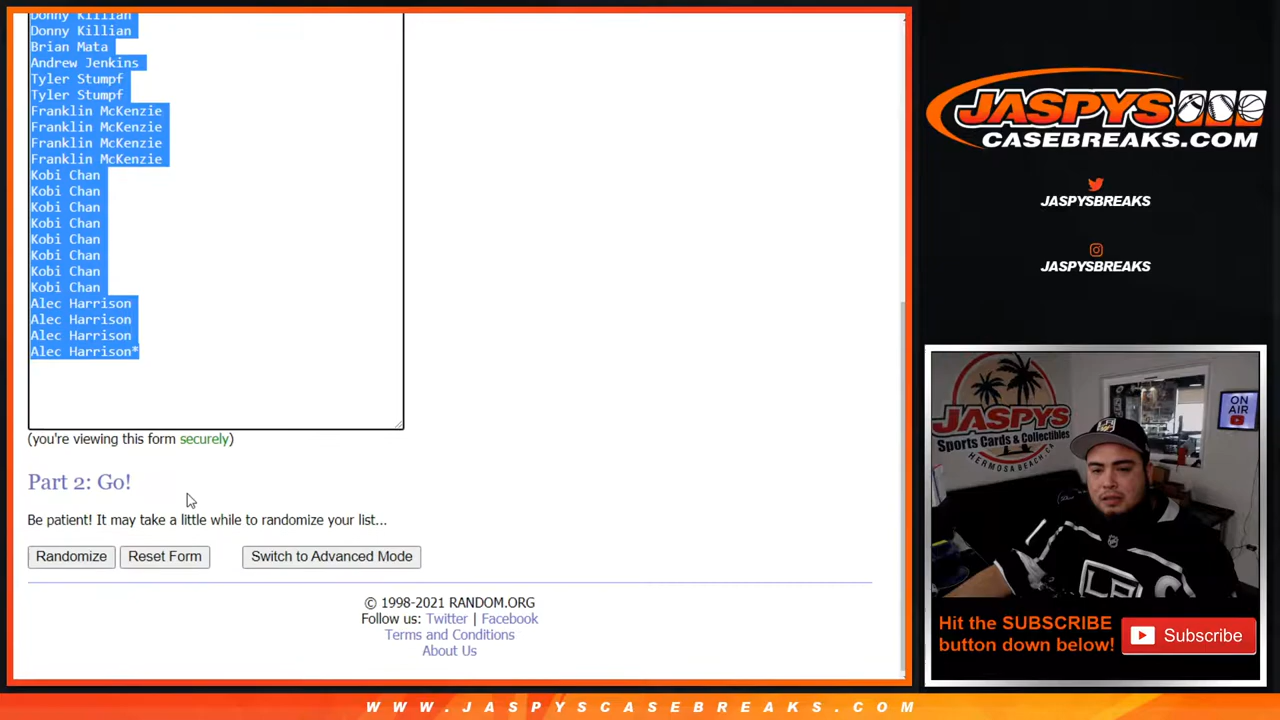 Donny Killian
Donny Killian
Brian Mata
Andrew Jenkins
Tyler Stumpf
Tyler Stumpf
Franklin McKenzie
Franklin McKenzie
Franklin McKenzie
Franklin McKenzie
Kobi Chan
Kobi Chan
Kobi Chan
Kobi Chan
Kobi Chan
Kobi Chan
Kobi Chan
Kobi Chan
Alec Harrison
Alec Harrison
Alec Harrison
Alec Harrison*
(you're viewing this form securely)
Part 2: Go!
Be patient! It may take a little while to randomize your list...
Randomize Reset Form Switch to Advanced Mode
© 1998-2021 RANDOM.ORG
Follow us: Twitter | Facebook
Terms and Conditions
About Us
JASPYS
CASEBREAKS.COM
JASPYSBREAKS
JASPYSBREAKS
JASPYS
Sports Cards & Collectibles
HERMOSA BEACH, CA
ON
AIR
LA
C
Hit the SUBSCRIBE
button down below!
Subscribe
WWW.JASPYSCASEBREAKS.COM